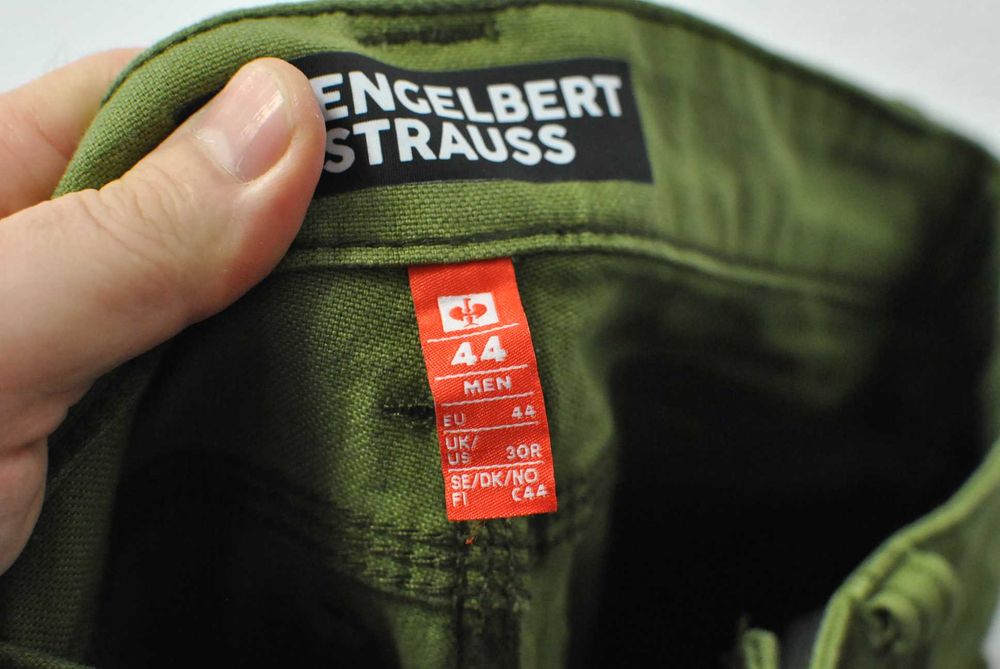 ENGELBERT
STRAUSS
44
MEN
EU 44
UK/
US 30R
SE/DK/NO
FI C44